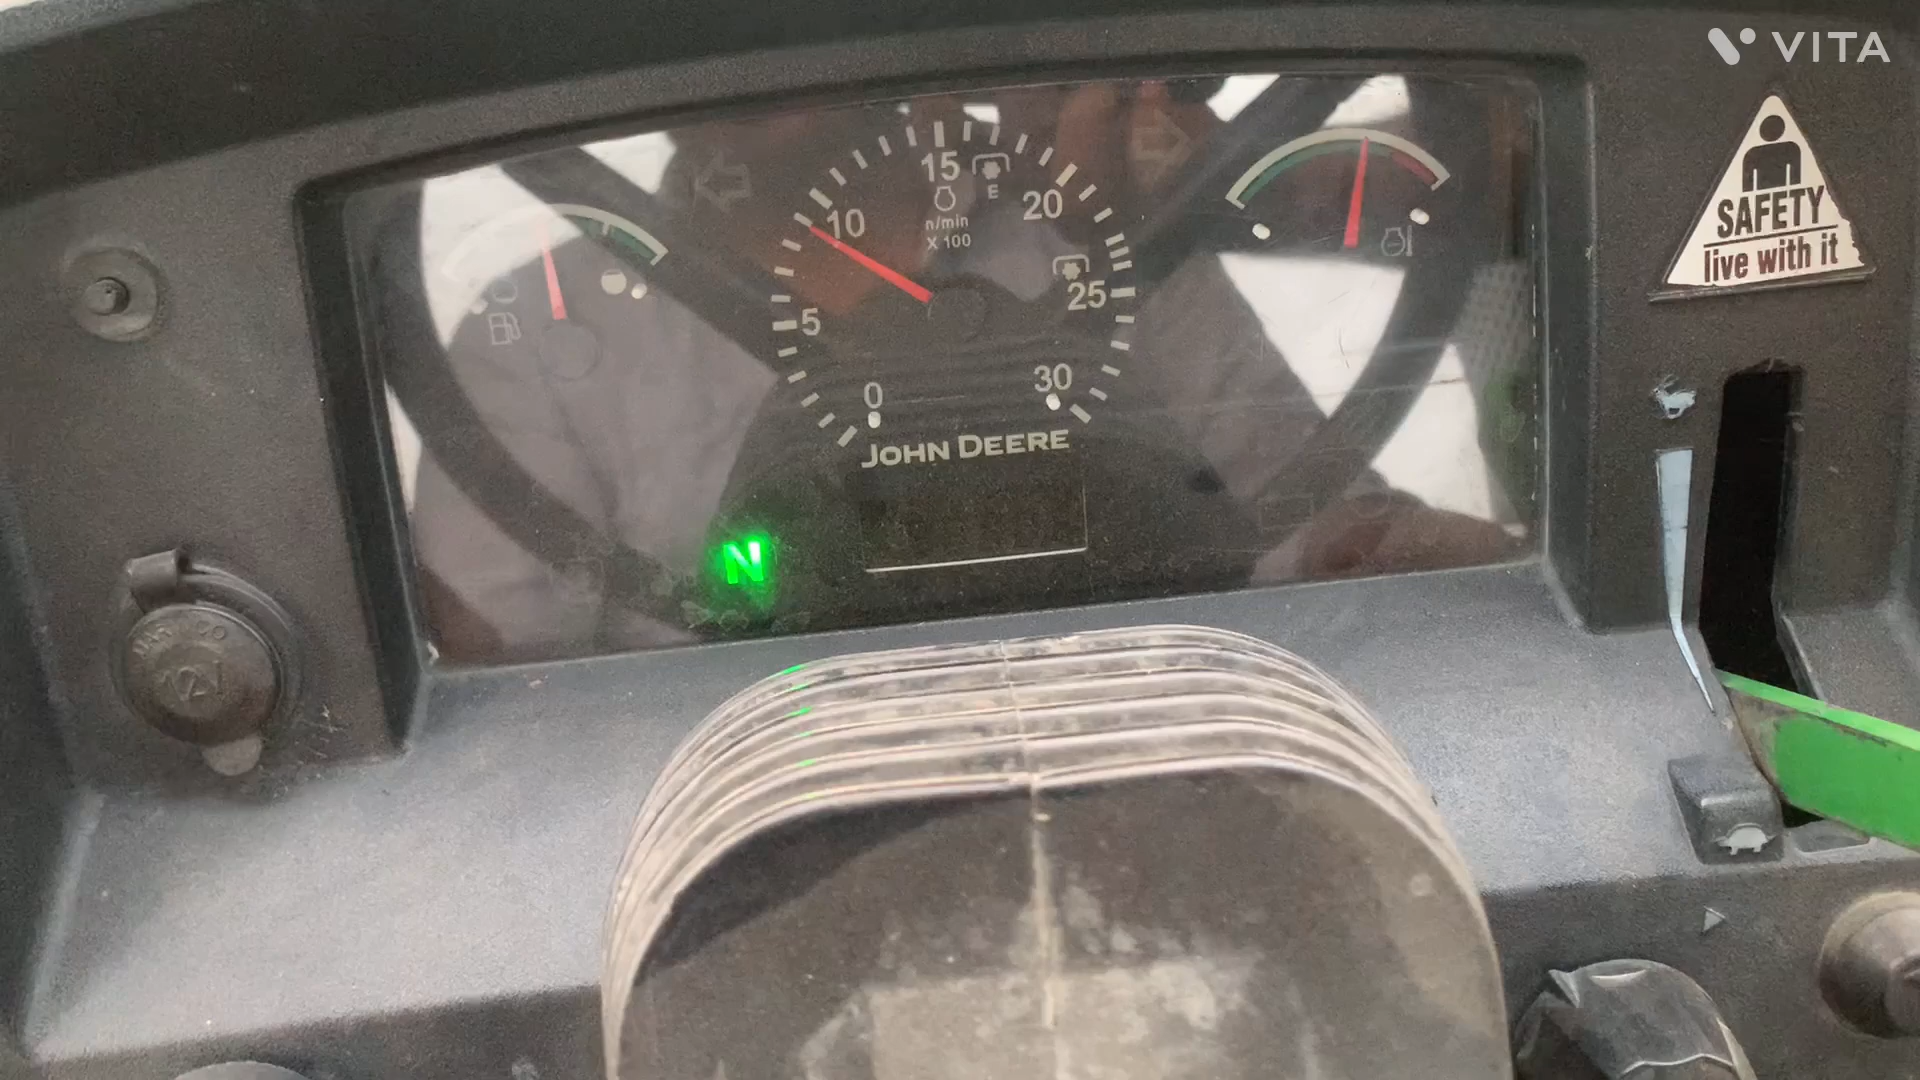 VITA
15
E
10
20
n/min
X 100
5
25
0
30
JOHN DEERE
N
SAFETY
live with it
12V